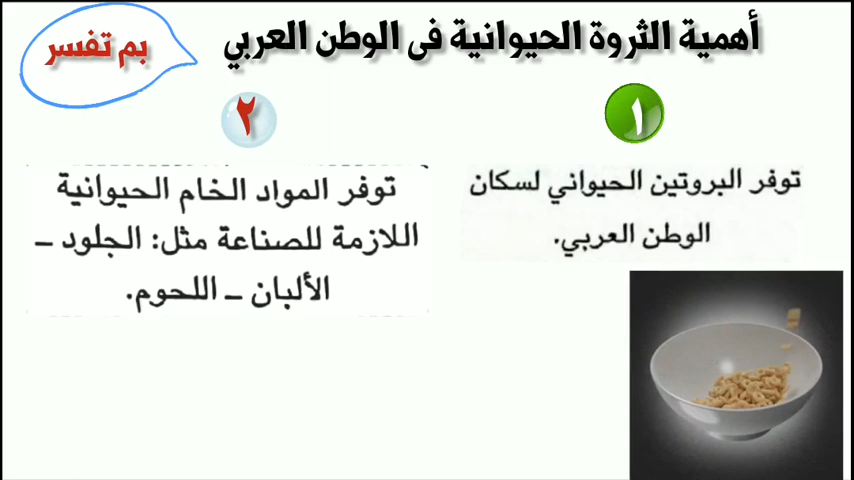 أهمية الثروة الحيوانية فى الوطن العربي
بم تفسر
١
توفر البروتين الحيواني لسكان
الوطن العربي.
٢
توفر المواد الخام الحيوانية
اللازمة للصناعة مثل: الجلود –
الألبان – اللحوم.